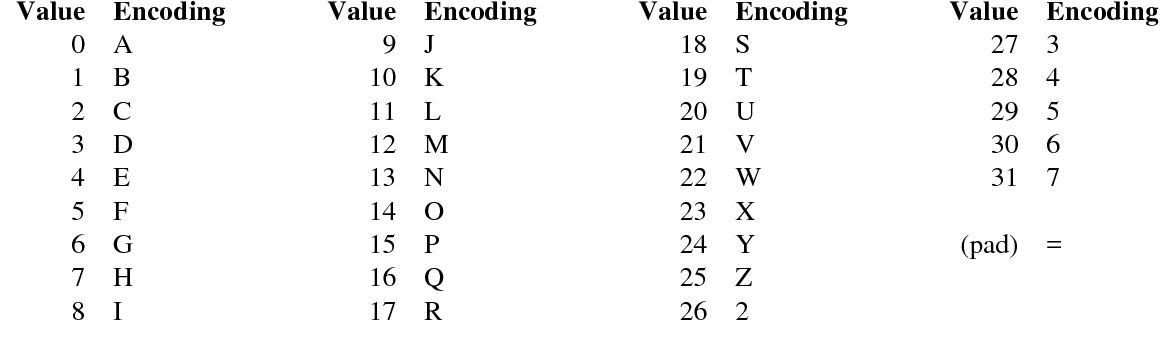 Value Encoding Value Encoding Value Encoding Value Encoding
0 A 9 J 18 S 27 3
1 B 10 K 19 T 28 4
2 C 11 L 20 U 29 5
3 D 12 M 21 V 30 6
4 E 13 N 22 W 31 7
5 F 14 O 23 X
6 G 15 P 24 Y (pad) =
7 H 16 Q 25 Z
8 I 17 R 26 2